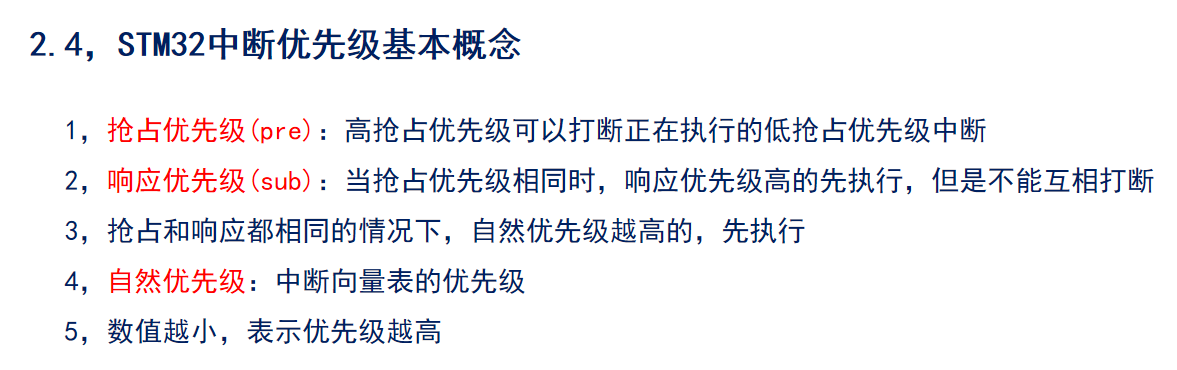 2.4，STM32中断优先级基本概念
1，抢占优先级(pre)：高抢占优先级可以打断正在执行的低抢占优先级中断
2，响应优先级(sub)：当抢占优先级相同时，响应优先级高的先执行，但是不能互相打断
3，抢占和响应都相同的情况下，自然优先级越高的，先执行
4，自然优先级：中断向量表的优先级
5，数值越小，表示优先级越高